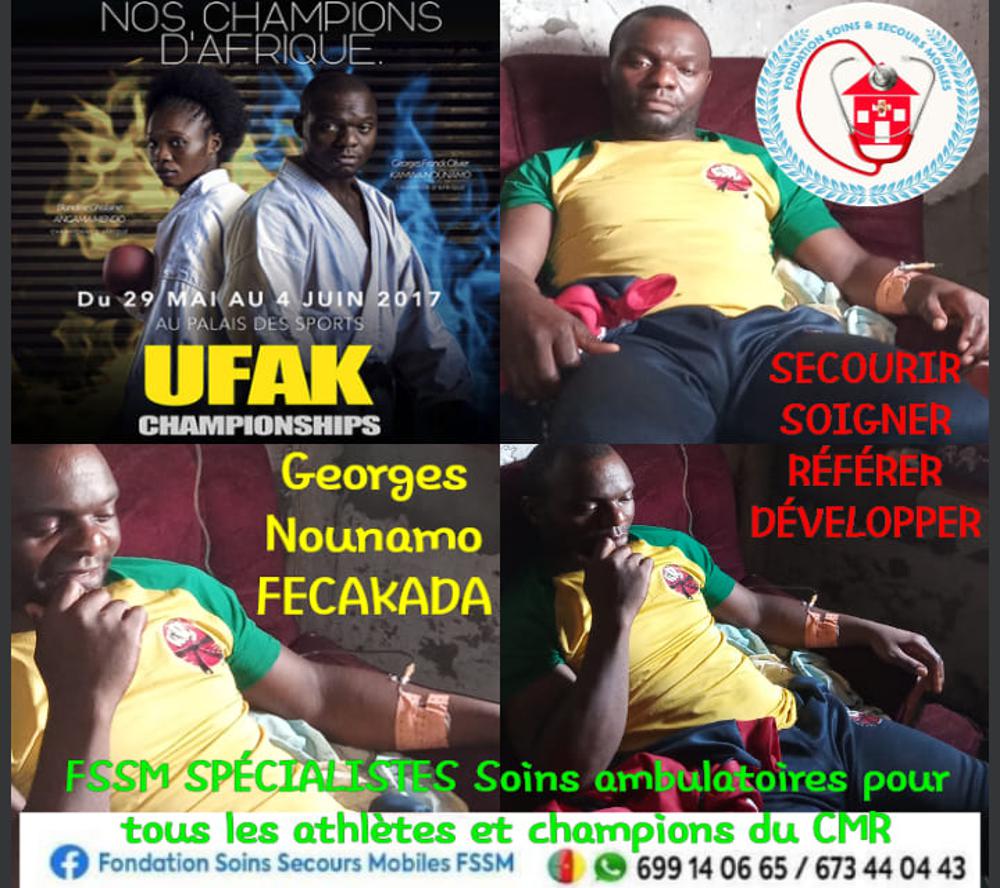 NOS CHAMPIONS
D'AFRIQUE.
Georges Franck Olivier
KAMWA NOUNAMO
ANGAMA MENDO
Du 29 MAI AU 4 JUIN 2017
AU PALAIS DES SPORTS
UFAK
CHAMPIONSHIPS
FONDATION SOINS & SECOURS MOBILES
SECOURIR
SOIGNER
RÉFÉRER
DÉVELOPPER
Georges
Nounamo
FECAKADA
FSSM SPÉCIALISTES Soins ambulatoires pour
tous les athlètes et champions du CMR
Fondation Soins Secours Mobiles FSSM
699 14 06 65 / 673 44 04 43